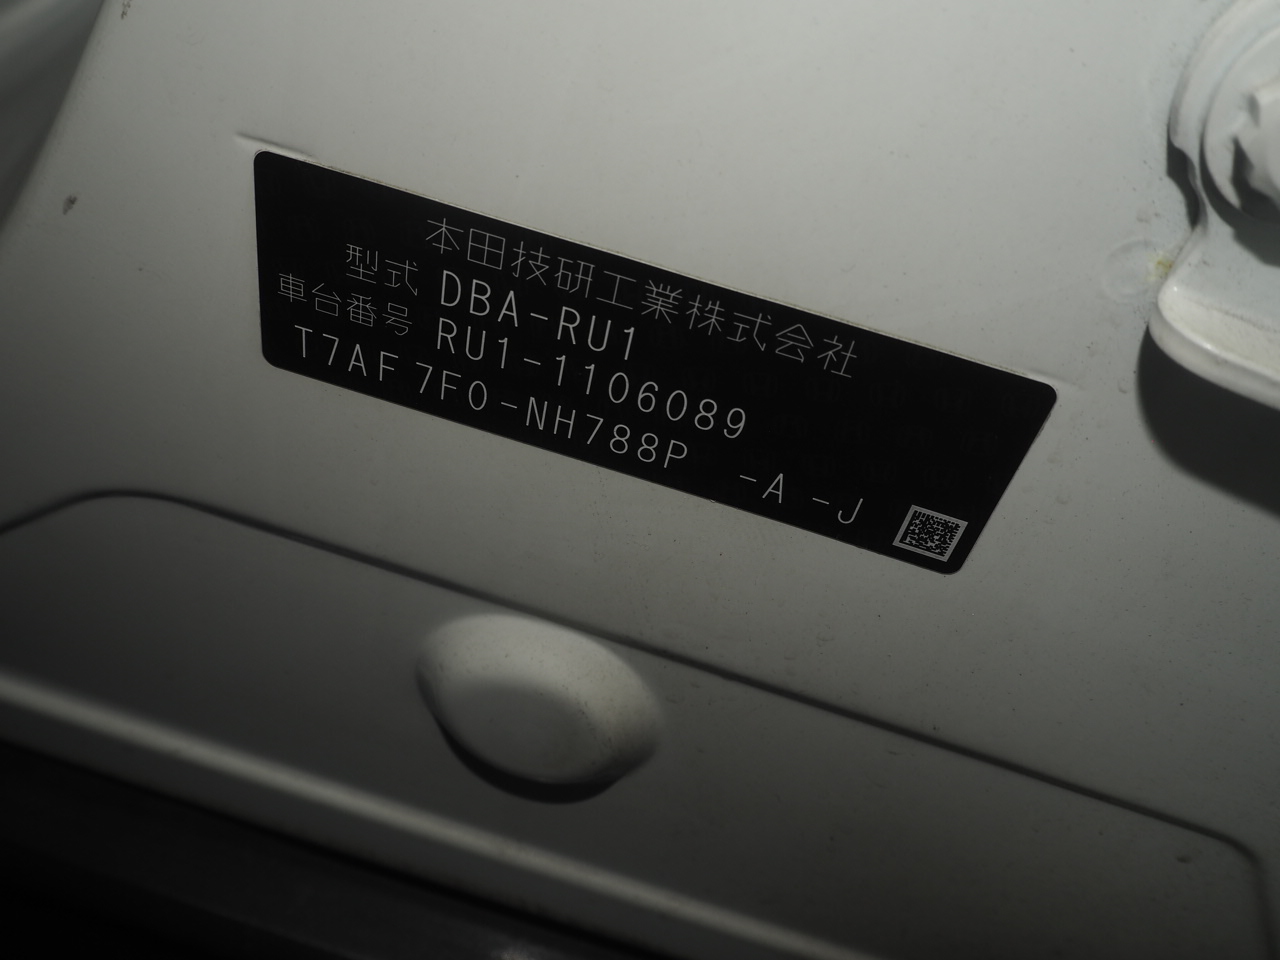 本田技研工業株式会社
型式 DBA-RU1
車台番号 RU1-1106089
T7AF7F0-NH788P -A -J